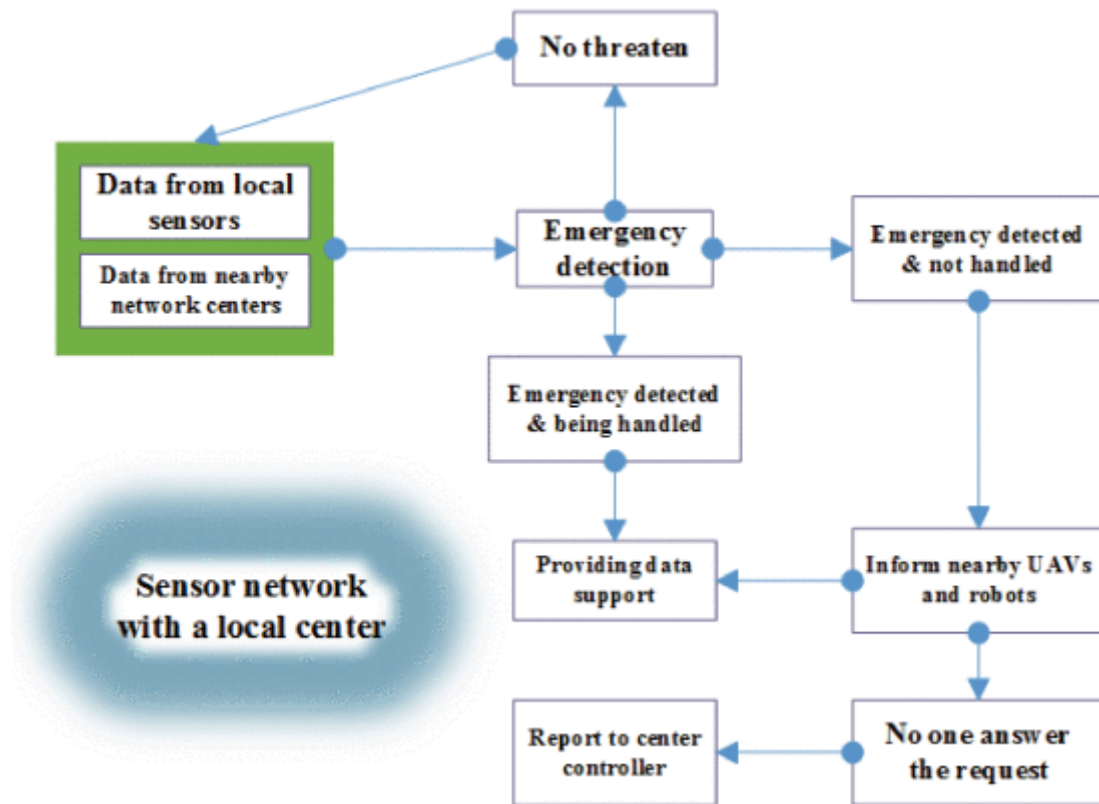 No threaten
Data from local
sensors
Data from nearby
network centers
Emergency
detection
Emergency detected
& not handled
Emergency detected
& being handled
Sensor network
with a local center
Providing data
support
Inform nearby UAVs
and robots
Report to center
controller
No one answer
the request